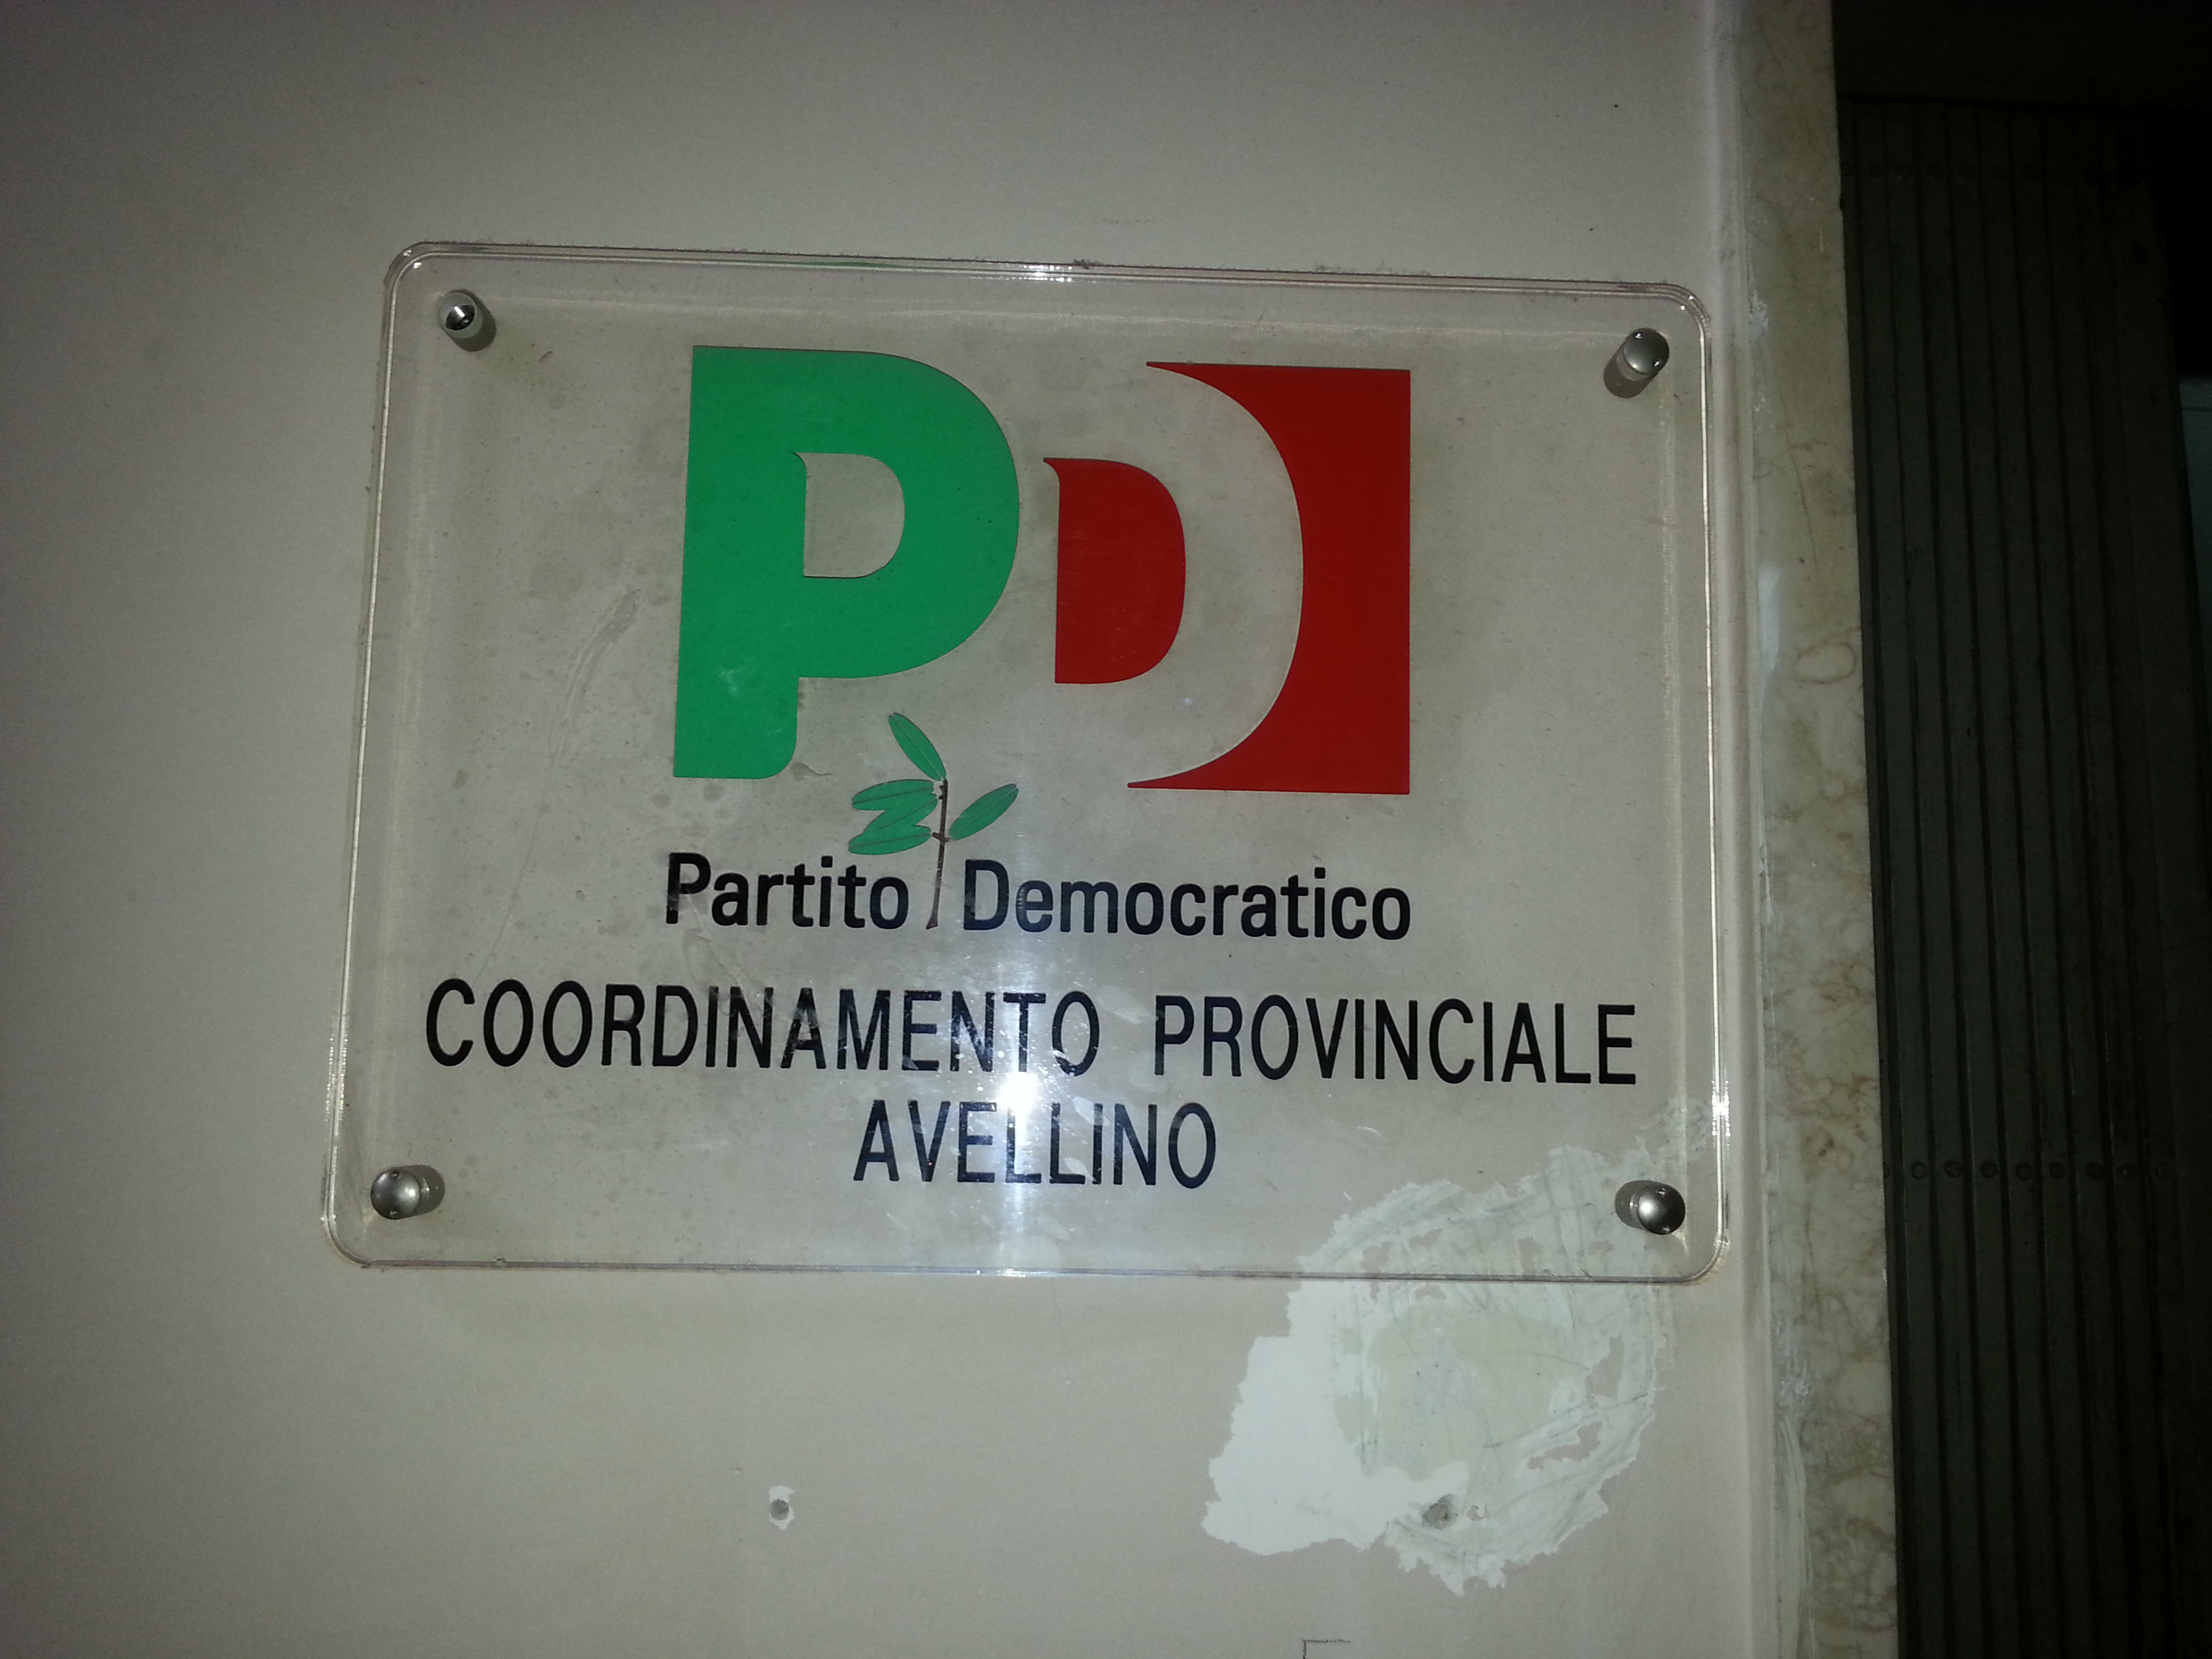 PD
Partito Democratico
COORDINAMENTO PROVINCIALE
AVELLINO